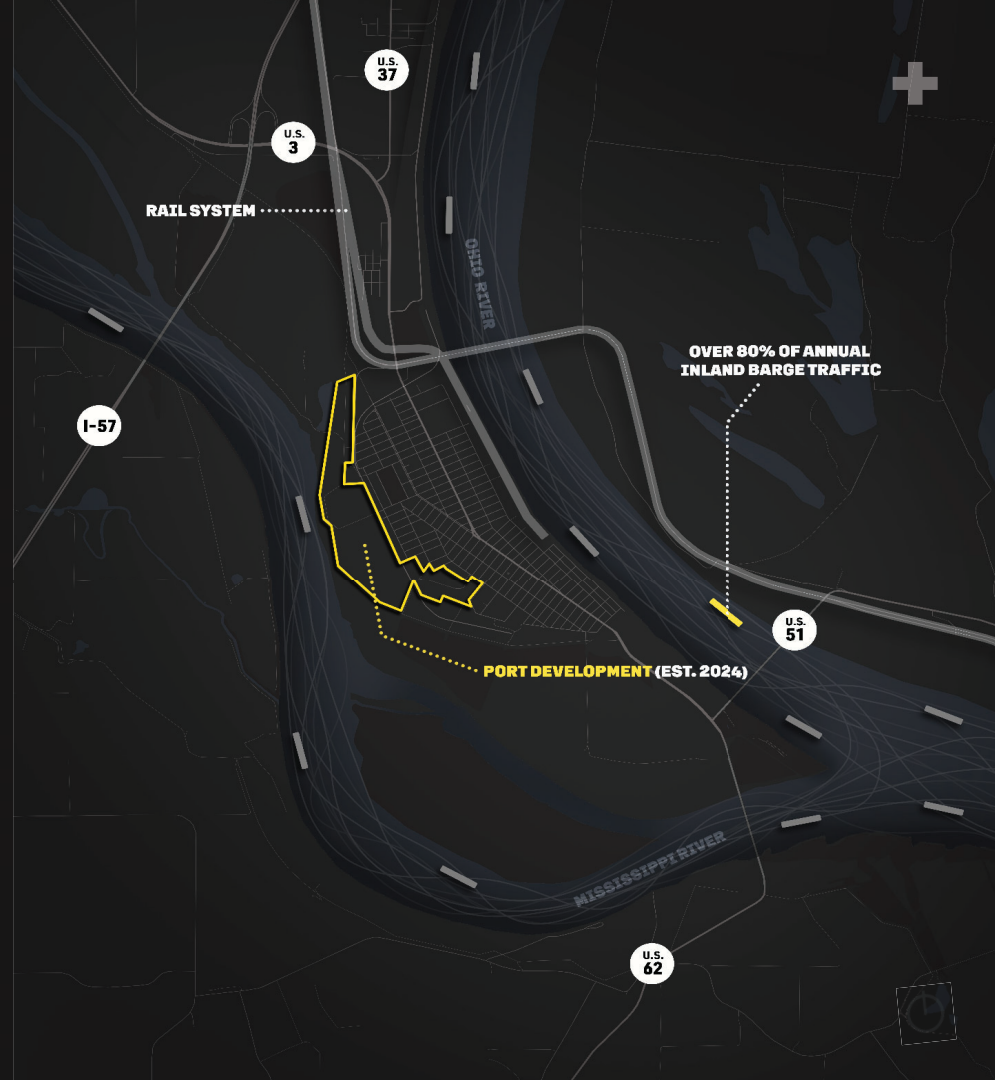 U.S.
37
U.S.
3
RAIL SYSTEM
OHIO RIVER
OVER 80% OF ANNUAL
INLAND BARGE TRAFFIC
I-57
U.S.
51
PORT DEVELOPMENT (EST. 2024)
MISSISSIPPI RIVER
U.S.
62